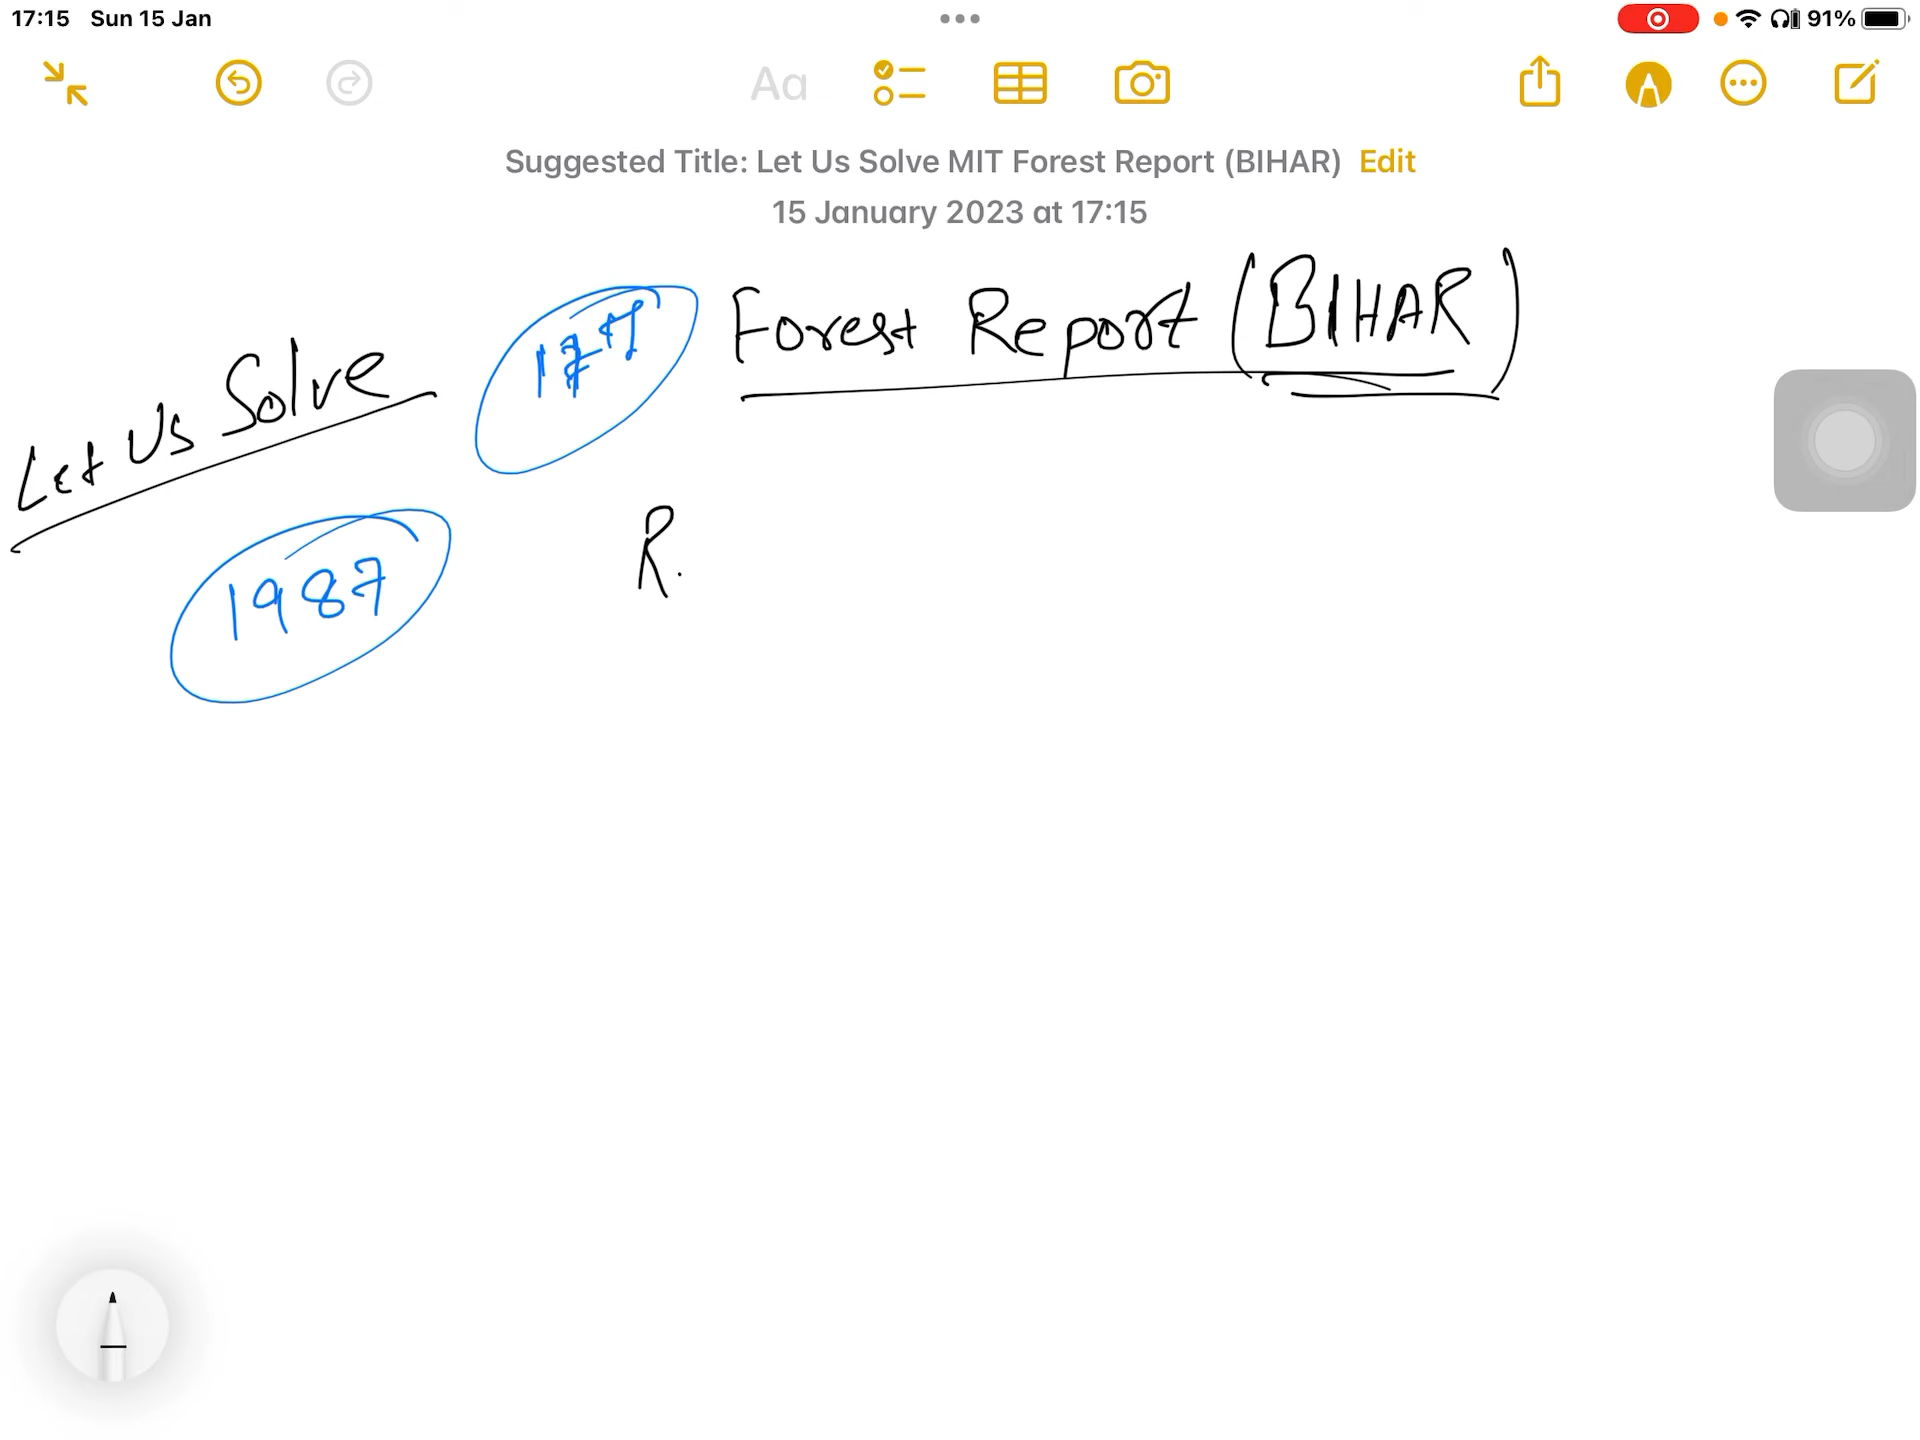 17:15 Sun 15 Jan
91%
Aa
Suggested Title: Let Us Solve MIT Forest Report (BIHAR) Edit
15 January 2023 at 17:15
Let Us Solve 17th Forest Report (BIHAR)
1987 R.